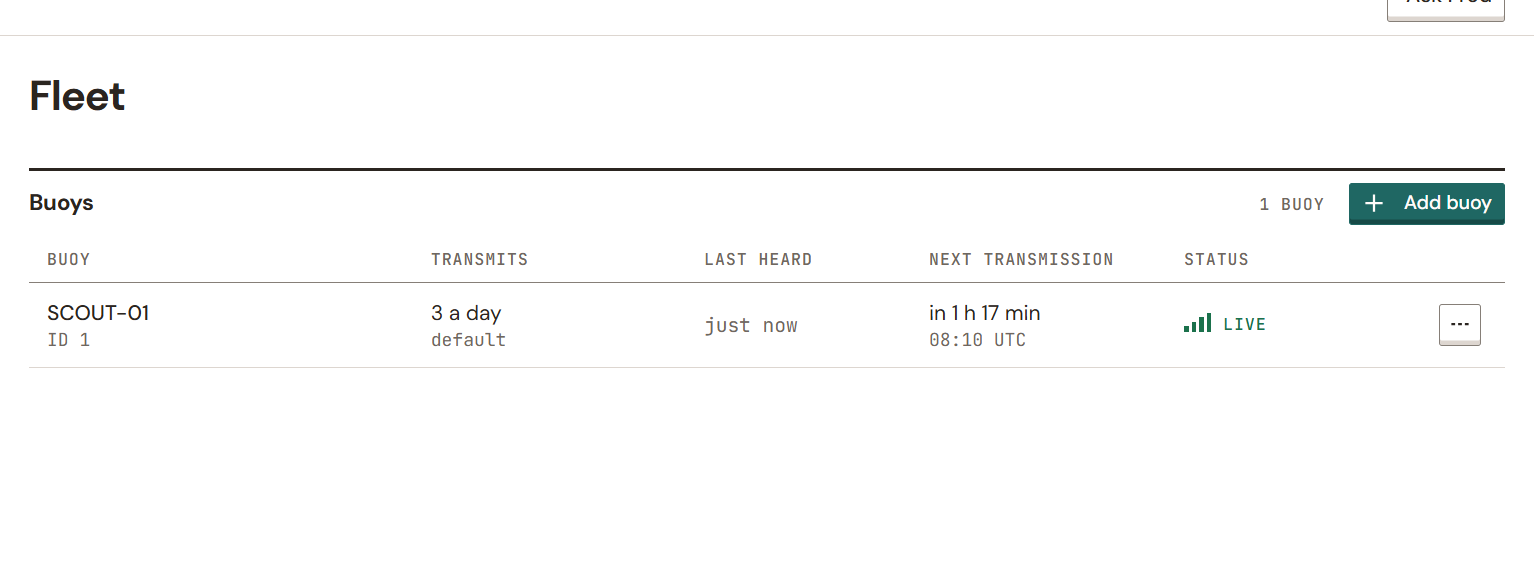 Fleet
Buoys
1 BUOY
+ Add buoy
BUOY TRANSMITS LAST HEARD NEXT TRANSMISSION STATUS
SCOUT-01 3 a day just now in 1 h 17 min LIVE ...
ID 1 default 08:10 UTC